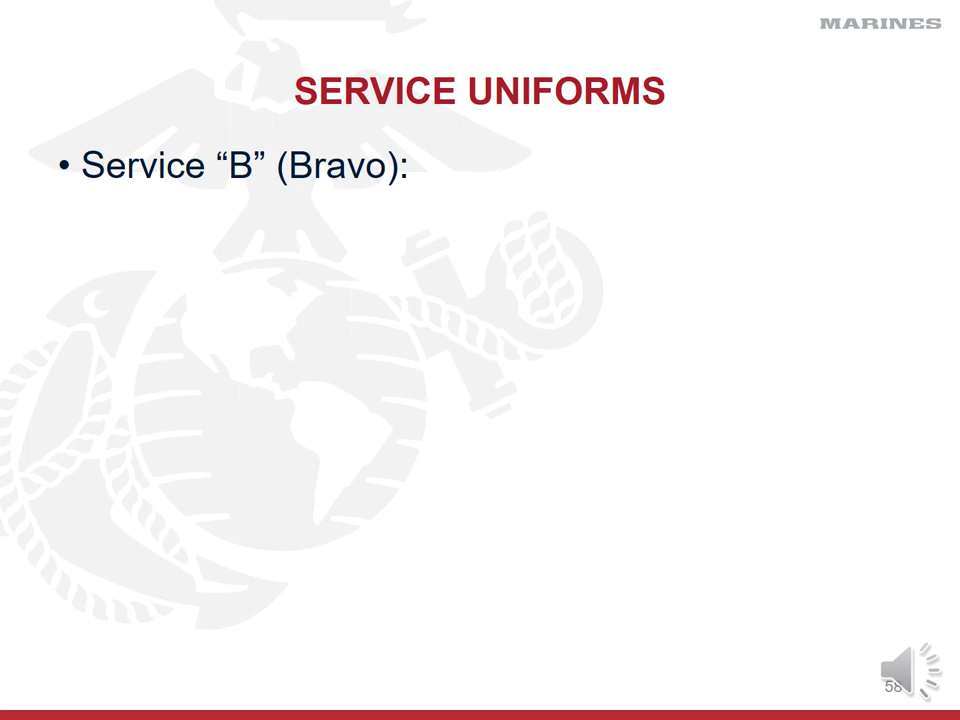 MARINES
SERVICE UNIFORMS
• Service “B” (Bravo):
58